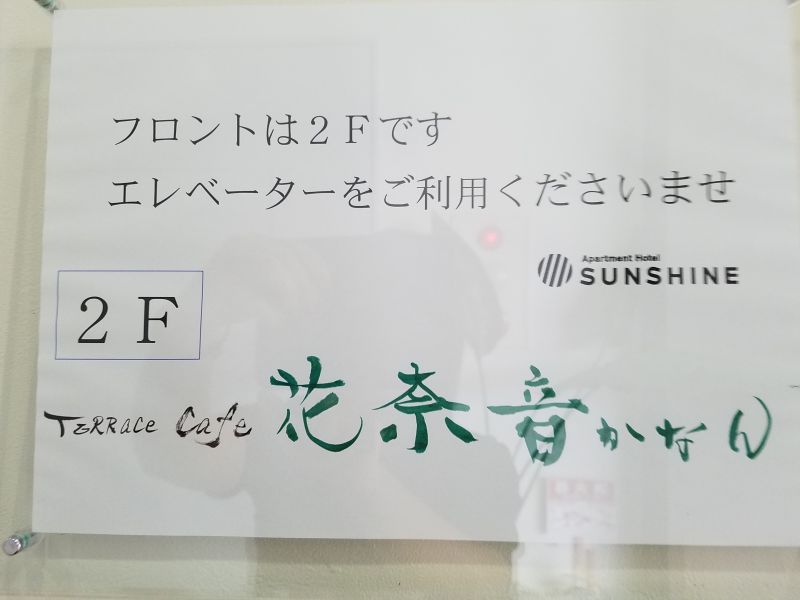 フロントは2Fです
エレベーターをご利用くださいませ
Apartment Hotel
SUNSHINE
2F
TERRACE Cafe 花奈音かなん